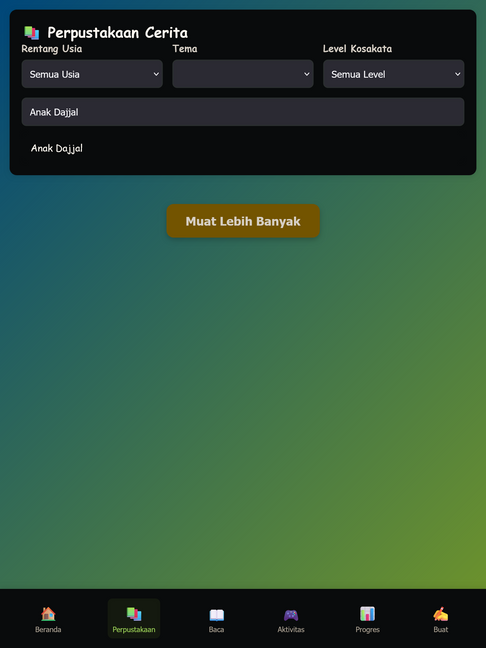 Perpustakaan Cerita
Rentang Usia
Tema
Level Kosakata
Semua Usia
Semua Level
Anak Dajjal
Anak Dajjal
Muat Lebih Banyak
Beranda
Perpustakaan
Baca
Aktivitas
Progres
Buat